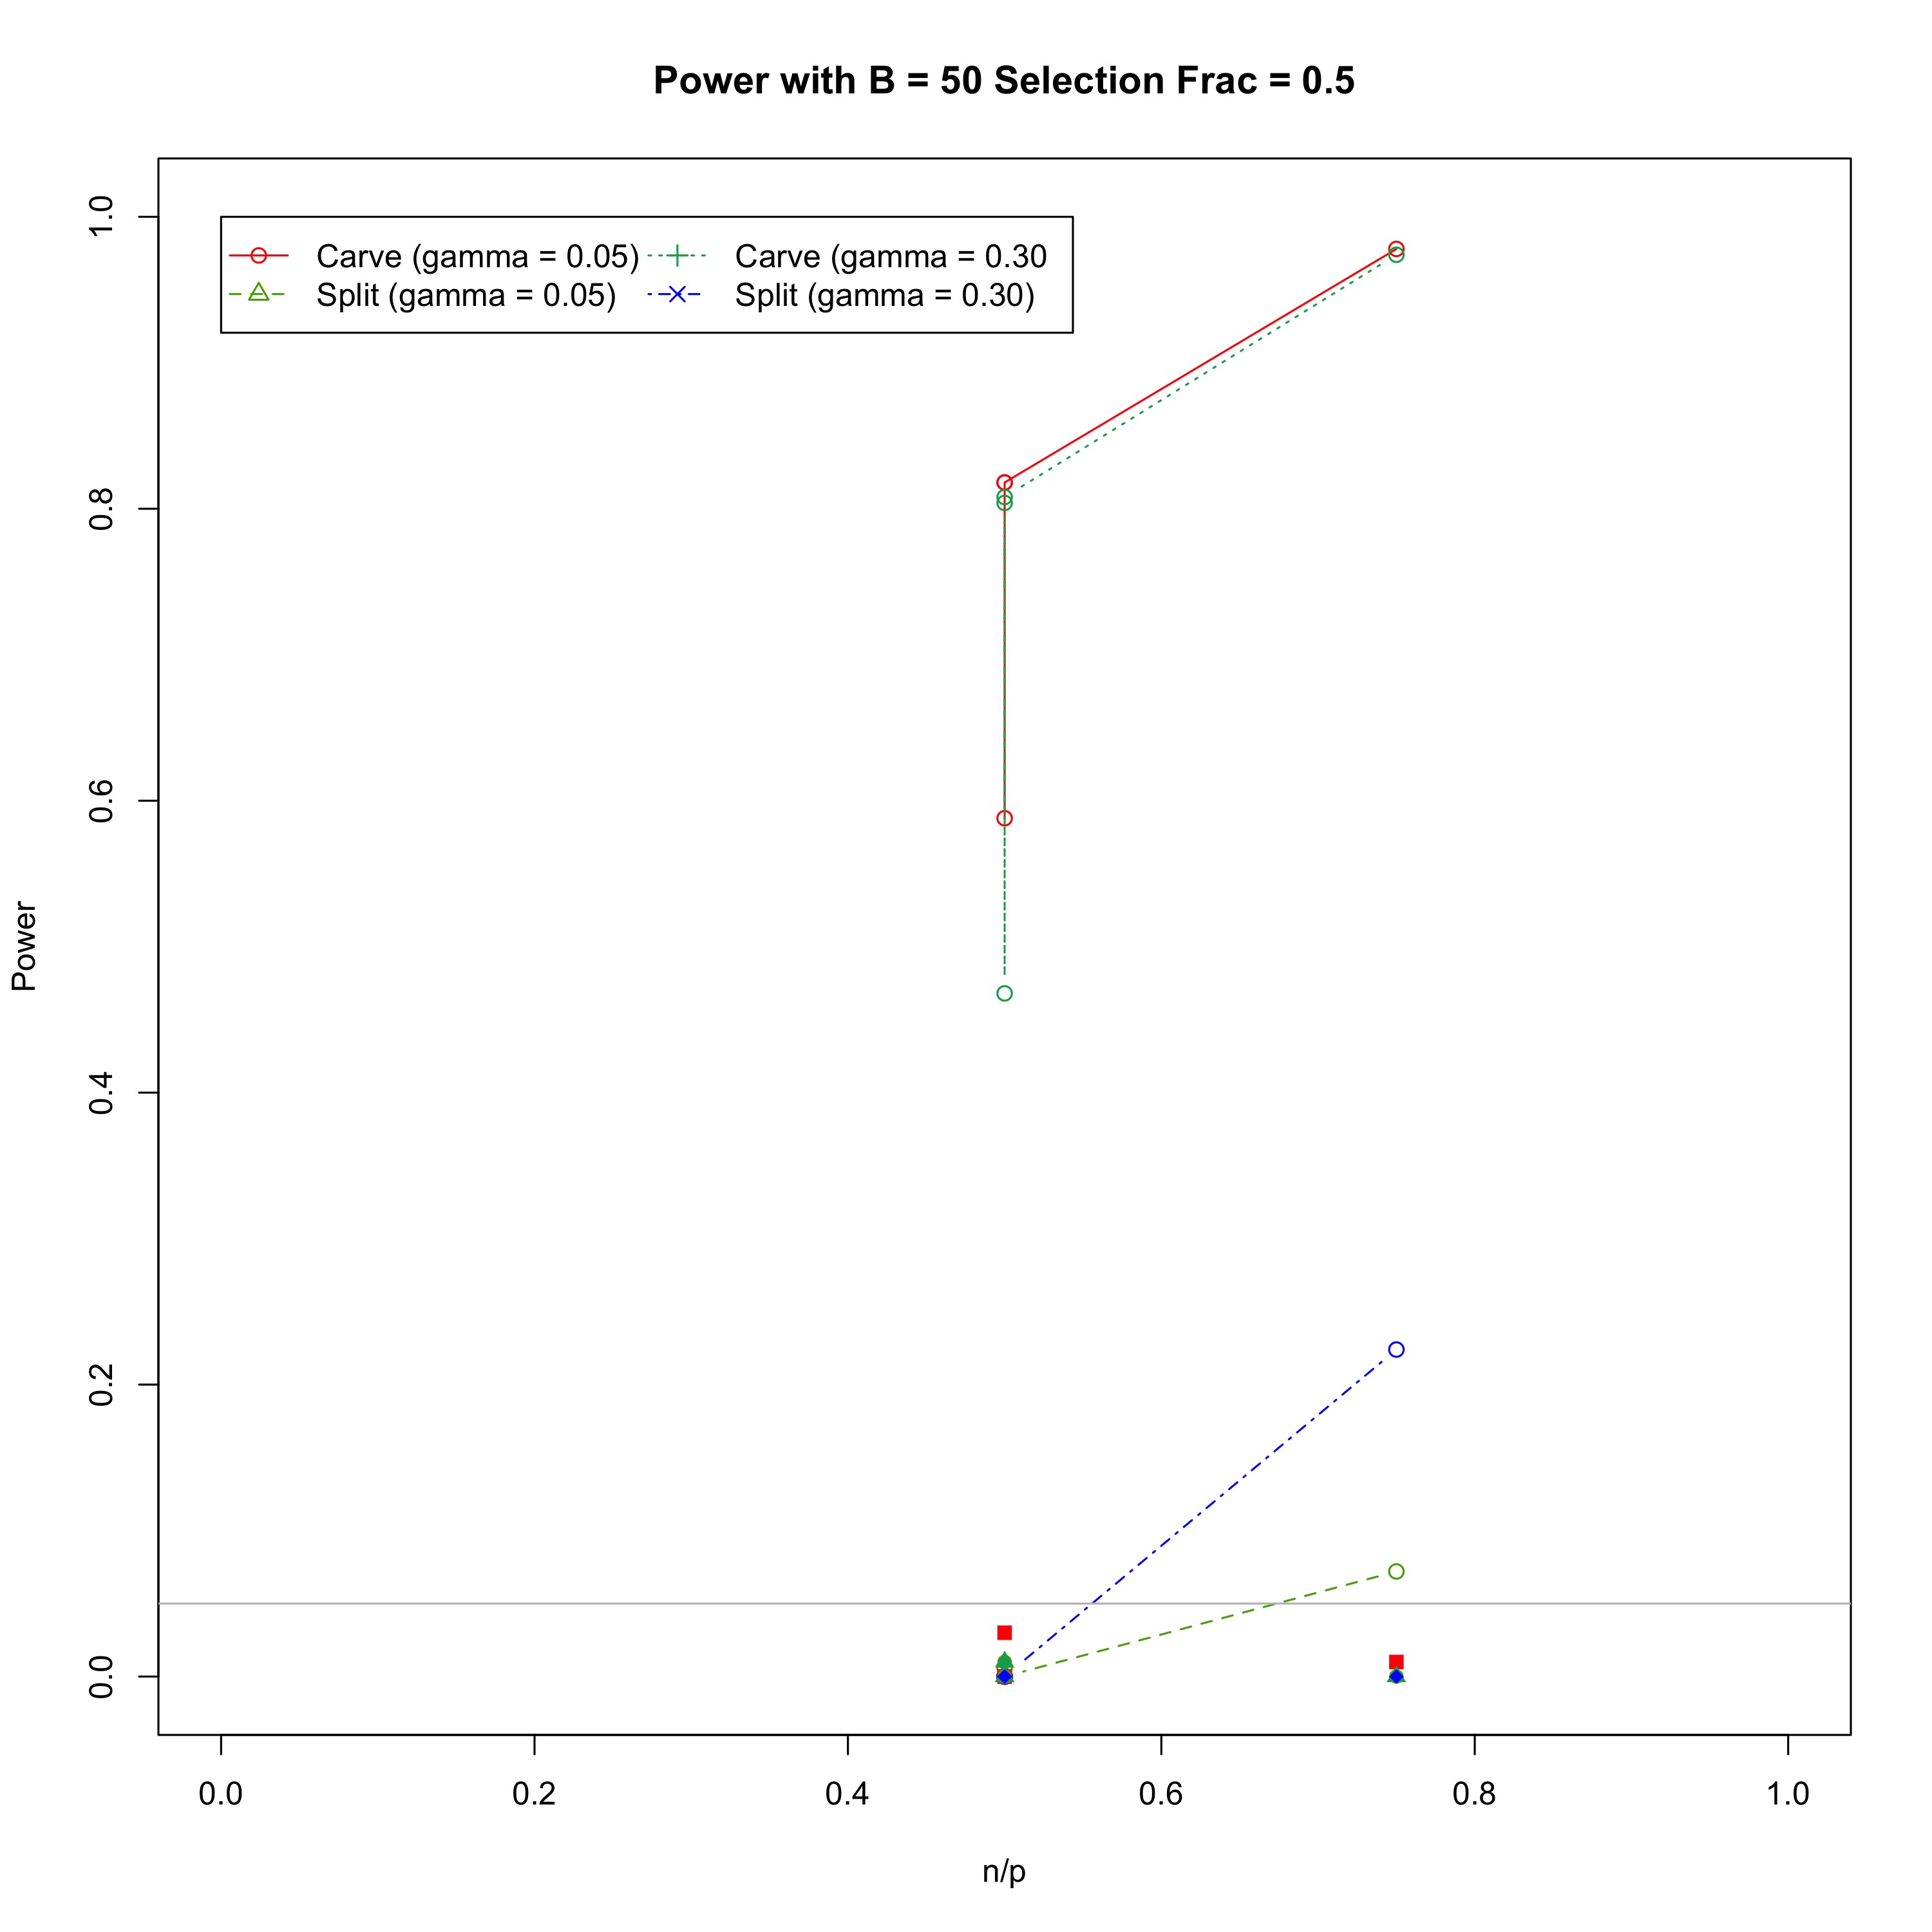 Power with B = 50 Selection Frac = 0.5
Carve (gamma = 0.05)
Split (gamma = 0.05)
Carve (gamma = 0.30
Split (gamma = 0.30)
1.0
0.8
0.6
0.4
0.2
0.0
Power
0.0 0.2 0.4 0.6 0.8 1.0
n/p